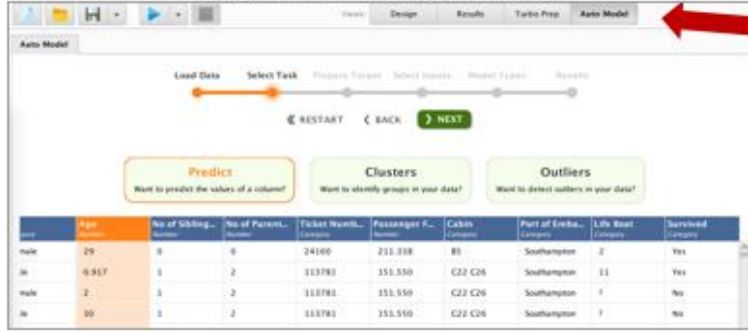 Views: Design Results Turbo Prep Auto Model
Auto Model
Load Data Select Task Prepare Target Select Inputs Model Types Results
RESTART BACK NEXT
Predict Clusters Outliers
Want to predict the values of a column? Want to identify groups in your data? Want to detect outliers in your data?
Age No of Sibling... No of Parent... Ticket Numb... Passenger F... Cabin Port of Emba... Life Boat Survived
Number Number Number Category Number Category Category Category Category
male 29 0 0 24160 211.338 B5 Southampton 2 Yes
le 0.917 1 2 113781 151.550 C22 C26 Southampton 11 Yes
male 2 1 2 113781 151.550 C22 C26 Southampton ? No
le 30 1 2 113781 151.550 C22 C26 Southampton ? No